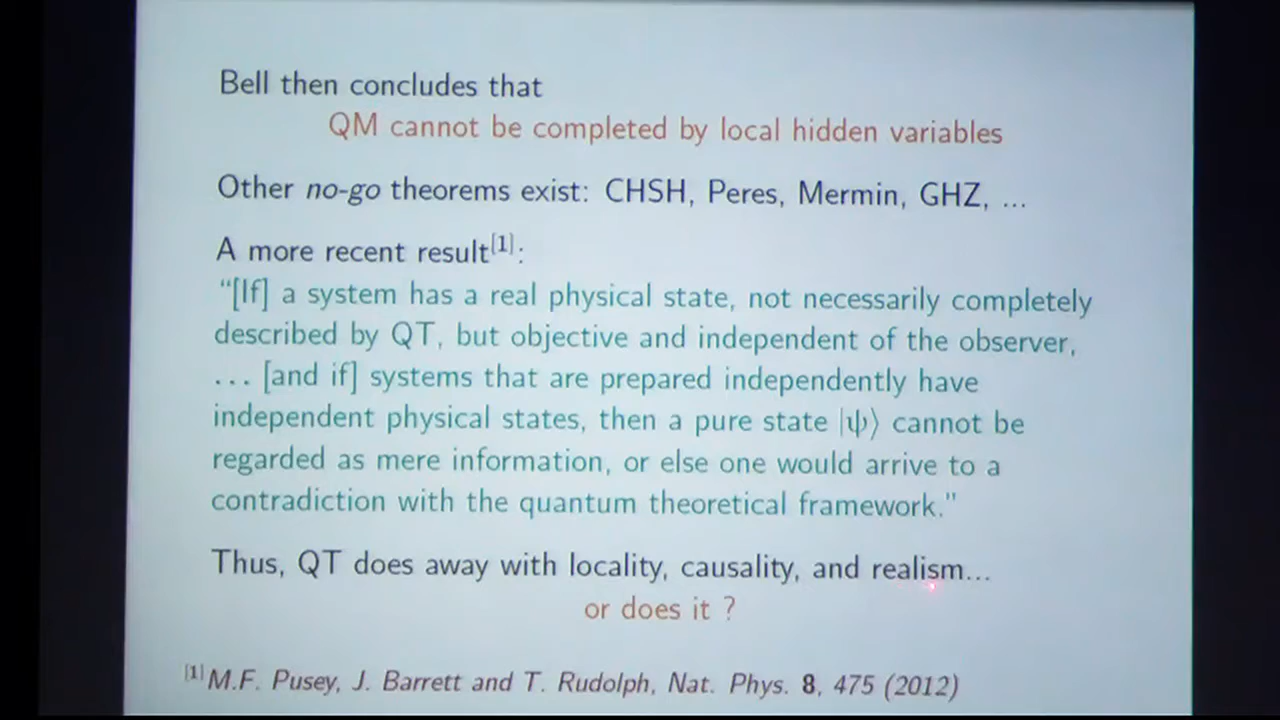 Bell then concludes that
QM cannot be completed by local hidden variables
Other no-go theorems exist: CHSH, Peres, Mermin, GHZ, ...
A more recent result[1]:
“[If] a system has a real physical state, not necessarily completely
described by QT, but objective and independent of the observer,
... [and if] systems that are prepared independently have
independent physical states, then a pure state |ψ⟩ cannot be
regarded as mere information, or else one would arrive to a
contradiction with the quantum theoretical framework.”
Thus, QT does away with locality, causality, and realism...
or does it ?
[1] M.F. Pusey, J. Barrett and T. Rudolph, Nat. Phys. 8, 475 (2012)